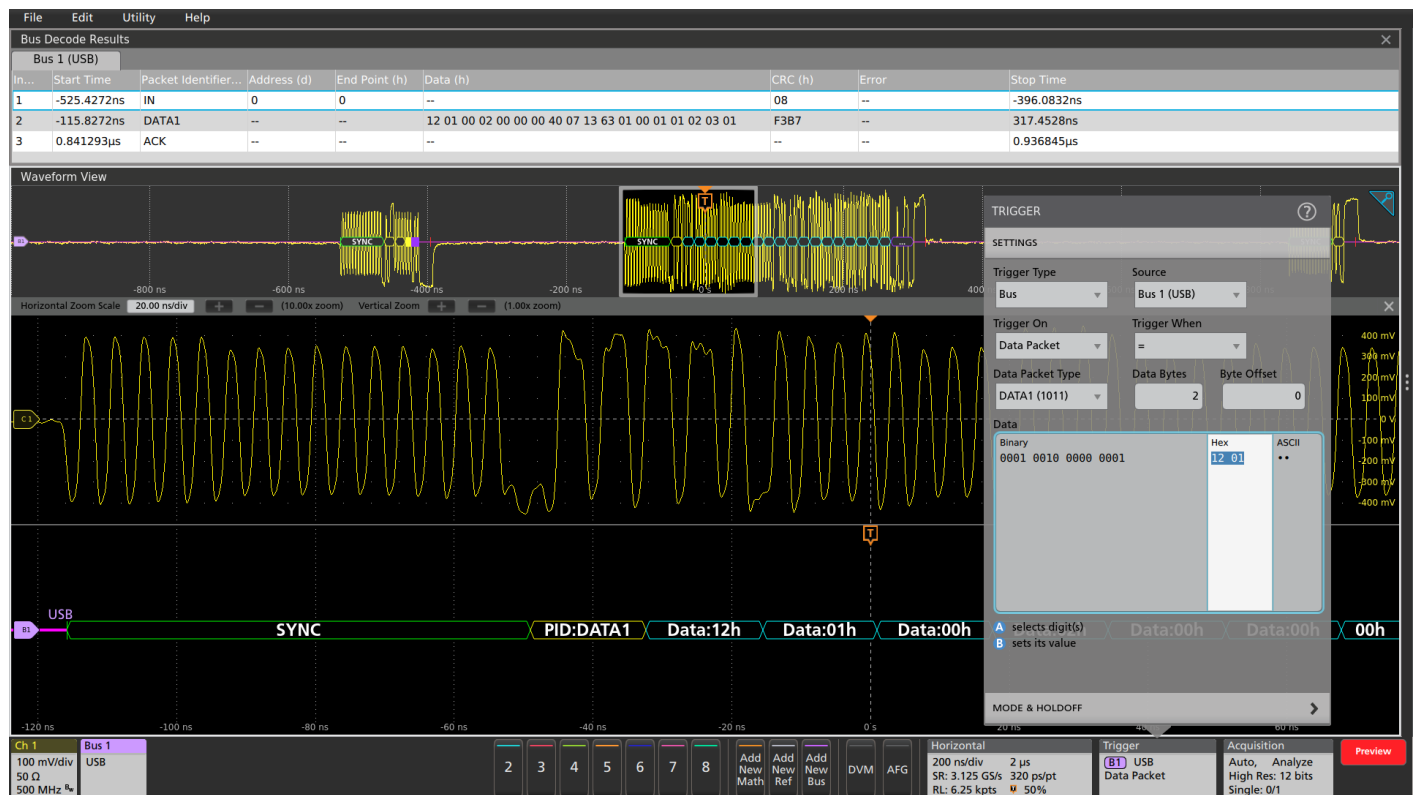 File Edit Utility Help
Bus Decode Results
Bus 1 (USB)
In... Start Time Packet Identifier... Address (d) End Point (h) Data (h) CRC (h) Error Stop Time
1 -525.4272ns IN 0 0 -- 08 -- -396.0832ns
2 -115.8272ns DATA1 -- -- 12 01 00 02 00 00 00 40 07 13 63 01 00 01 01 02 03 01 F3B7 -- 317.4528ns
3 0.841293µs ACK -- -- -- -- -- 0.936845µs
Waveform View
T
B1 SYNC SYNC ...
-800 ns -600 ns -400 ns -200 ns 0 s 200 ns
Horizontal Zoom Scale 20.00 ns/div + — (10.00x zoom) Vertical Zoom + — (1.00x zoom)
TRIGGER ?
SETTINGS
Trigger Type Source
Bus Bus 1 (USB)
Trigger On Trigger When
Data Packet =
Data Packet Type Data Bytes Byte Offset
DATA1 (1011) 2 0
Data
Binary Hex ASCII
0001 0010 0000 0001 12 01 ••
A selects digit(s)
B sets its value
MODE & HOLDOFF
400 mV
300 mV
200 mV
100 mV
0 V
-100 mV
-200 mV
-300 mV
-400 mV
C1
T
USB
B1 SYNC PID:DATA1 Data:12h Data:01h Data:00h Data:02h Data:00h Data:00h 00h
-120 ns -100 ns -80 ns -60 ns -40 ns -20 ns 0 s 20 ns 40 ns 60 ns
Ch 1
100 mV/div
50 Ω
500 MHz Bw
Bus 1
USB
2 3 4 5 6 7 8
Add New Math
Add New Ref
Add New Bus
DVM
AFG
Horizontal
200 ns/div 2 µs
SR: 3.125 GS/s 320 ps/pt
RL: 6.25 kpts 50%
Trigger
B1 USB
Data Packet
Acquisition
Auto, Analyze
High Res: 12 bits
Single: 0/1
Preview